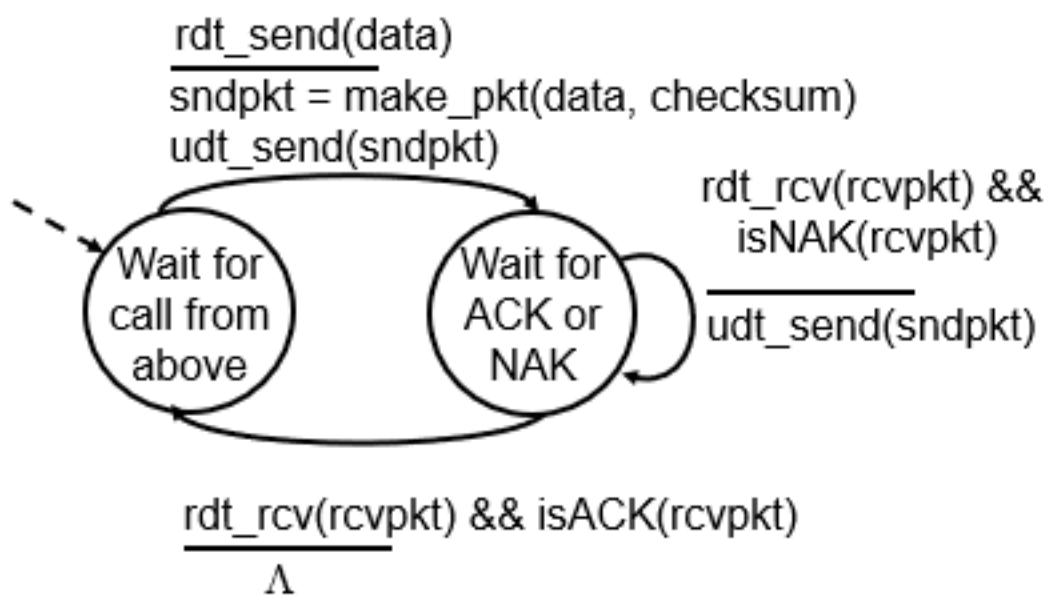 rdt_send(data)
sndpkt = make_pkt(data, checksum)
udt_send(sndpkt)
rdt_rcv(rcvpkt) &&
isNAK(rcvpkt)
udt_send(sndpkt)
Wait for
call from
above
Wait for
ACK or
NAK
rdt_rcv(rcvpkt) && isACK(rcvpkt)
Λ